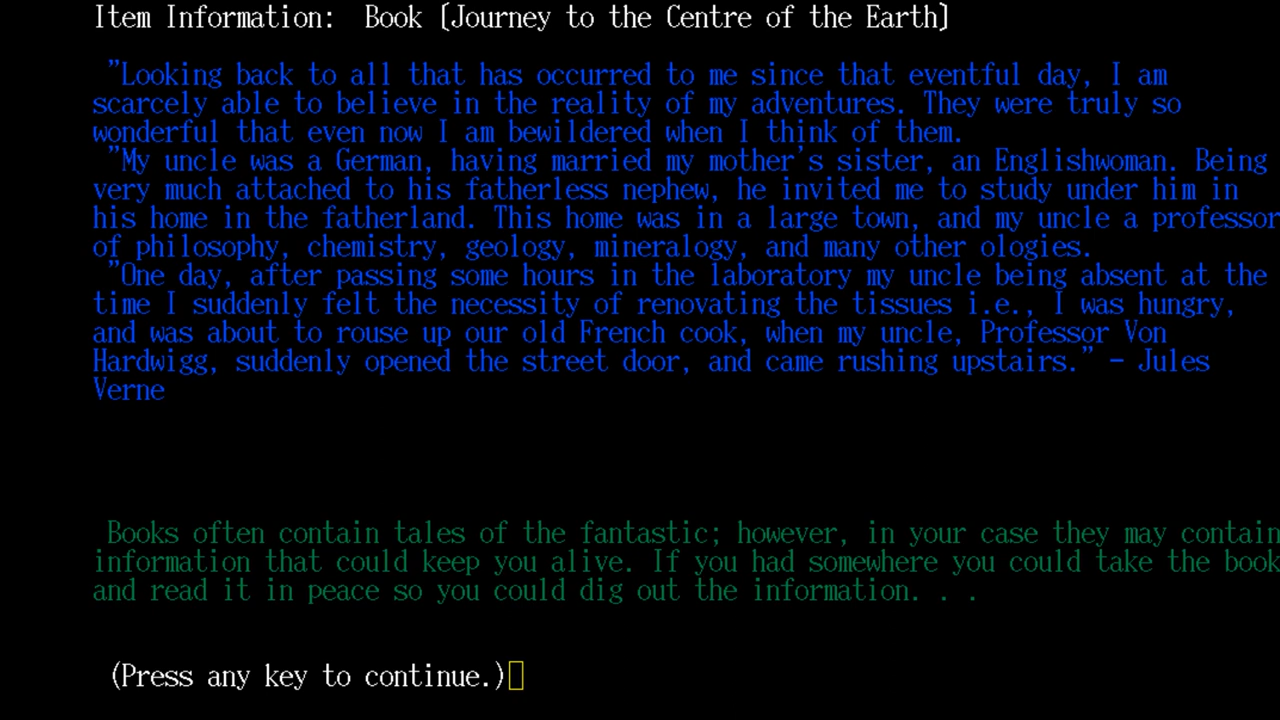 Item Information:  Book [Journey to the Centre of the Earth]
"Looking back to all that has occurred to me since that eventful day, I am
scarcely able to believe in the reality of my adventures. They were truly so
wonderful that even now I am bewildered when I think of them.
"My uncle was a German, having married my mother's sister, an Englishwoman. Being
very much attached to his fatherless nephew, he invited me to study under him in
his home in the fatherland. This home was in a large town, and my uncle a professor
of philosophy, chemistry, geology, mineralogy, and many other ologies.
"One day, after passing some hours in the laboratory my uncle being absent at the
time I suddenly felt the necessity of renovating the tissues i.e., I was hungry,
and was about to rouse up our old French cook, when my uncle, Professor Von
Hardwigg, suddenly opened the street door, and came rushing upstairs." - Jules
Verne
Books often contain tales of the fantastic; however, in your case they may contain
information that could keep you alive. If you had somewhere you could take the book
and read it in peace so you could dig out the information. . .
(Press any key to continue.)